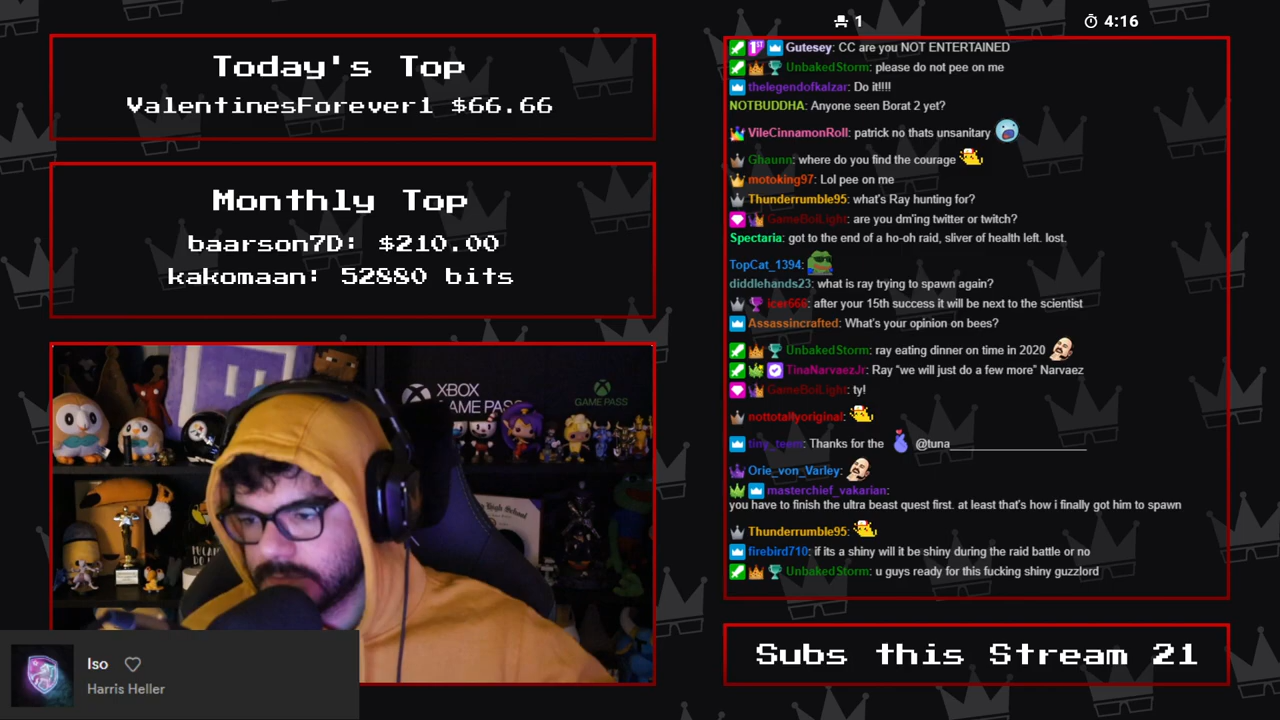 1
4:16
Today's Top
ValentinesForever1 $66.66
Monthly Top
baarson7D: $210.00
kakomaan: 52880 bits
XBOX
GAME PASS
GAME PASS
High School
Iso
Harris Heller
1ST Gutesey: CC are you NOT ENTERTAINED
UnbakedStorm: please do not pee on me
thelegendofkalzar: Do it!!!!
NOTBUDDHA: Anyone seen Borat 2 yet?
VileCinnamonRoll: patrick no thats unsanitary
Ghaunn: where do you find the courage
motoking97: Lol pee on me
Thunderrumble95: what's Ray hunting for?
GameBoiLight: are you dm'ing twitter or twitch?
Spectaria: got to the end of a ho-oh raid, sliver of health left. lost.
TopCat_1394:
diddlehands23: what is ray trying to spawn again?
icer666: after your 15th success it will be next to the scientist
Assassincrafted: What's your opinion on bees?
UnbakedStorm: ray eating dinner on time in 2020
TinaNarvaezJr: Ray “we will just do a few more” Narvaez
GameBoiLight: ty!
nottotallyoriginal:
tiny_teem: Thanks for the @tuna____________________
Orie_von_Varley:
masterchief_vakarian:
you have to finish the ultra beast quest first. at least that's how i finally got him to spawn
Thunderrumble95:
firebird710: if its a shiny will it be shiny during the raid battle or no
UnbakedStorm: u guys ready for this fucking shiny guzzlord
Subs this Stream 21